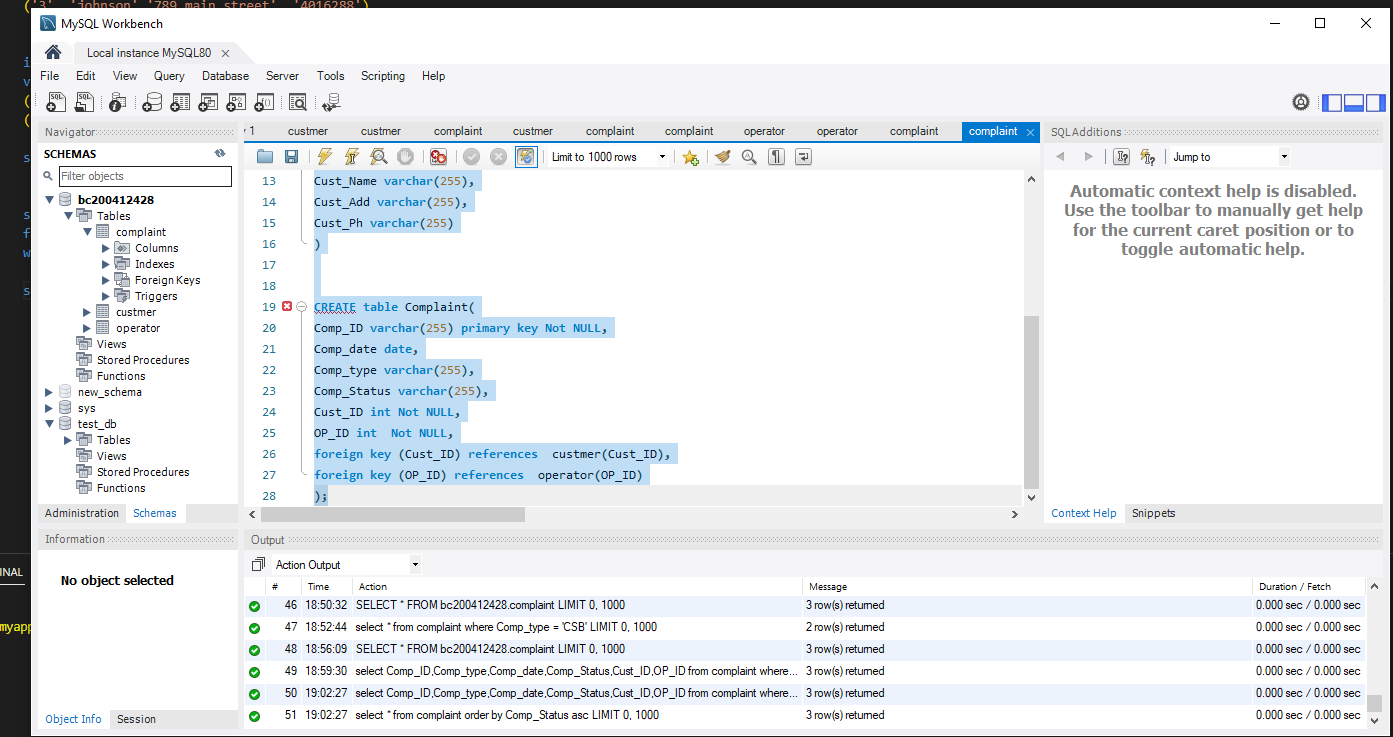 ('3', 'johnson','789 main street', '4016288')
MySQL Workbench
Local instance MySQL80
File Edit View Query Database Server Tools Scripting Help
Navigator
SCHEMAS
Filter objects
bc200412428
Tables
complaint
Columns
Indexes
Foreign Keys
Triggers
custmer
operator
Views
Stored Procedures
Functions
new_schema
sys
test_db
Tables
Views
Stored Procedures
Functions
Administration Schemas
Information
No object selected
Object Info Session
1 custmer custmer complaint custmer complaint complaint operator operator complaint complaint
Limit to 1000 rows
13 Cust_Name varchar(255),
14 Cust_Add varchar(255),
15 Cust_Ph varchar(255)
16 )
17
18
19 CREATE table Complaint(
20 Comp_ID varchar(255) primary key Not NULL,
21 Comp_date date,
22 Comp_type varchar(255),
23 Comp_Status varchar(255),
24 Cust_ID int Not NULL,
25 OP_ID int  Not NULL,
26 foreign key (Cust_ID) references  custmer(Cust_ID),
27 foreign key (OP_ID) references  operator(OP_ID)
28 );
SQLAdditions
Jump to
Automatic context help is disabled.
Use the toolbar to manually get help
for the current caret position or to
toggle automatic help.
Context Help Snippets
Output
Action Output
# Time Action Message Duration / Fetch
46 18:50:32 SELECT * FROM bc200412428.complaint LIMIT 0, 1000 3 row(s) returned 0.000 sec / 0.000 sec
47 18:52:44 select * from complaint where Comp_type = 'CSB' LIMIT 0, 1000 2 row(s) returned 0.000 sec / 0.000 sec
48 18:56:09 SELECT * FROM bc200412428.complaint LIMIT 0, 1000 3 row(s) returned 0.000 sec / 0.000 sec
49 18:59:30 select Comp_ID,Comp_type,Comp_date,Comp_Status,Cust_ID,OP_ID from complaint where... 3 row(s) returned 0.000 sec / 0.000 sec
50 19:02:27 select Comp_ID,Comp_type,Comp_date,Comp_Status,Cust_ID,OP_ID from complaint where... 3 row(s) returned 0.000 sec / 0.000 sec
51 19:02:27 select * from complaint order by Comp_Status asc LIMIT 0, 1000 3 row(s) returned 0.000 sec / 0.000 sec
INAL
myapp